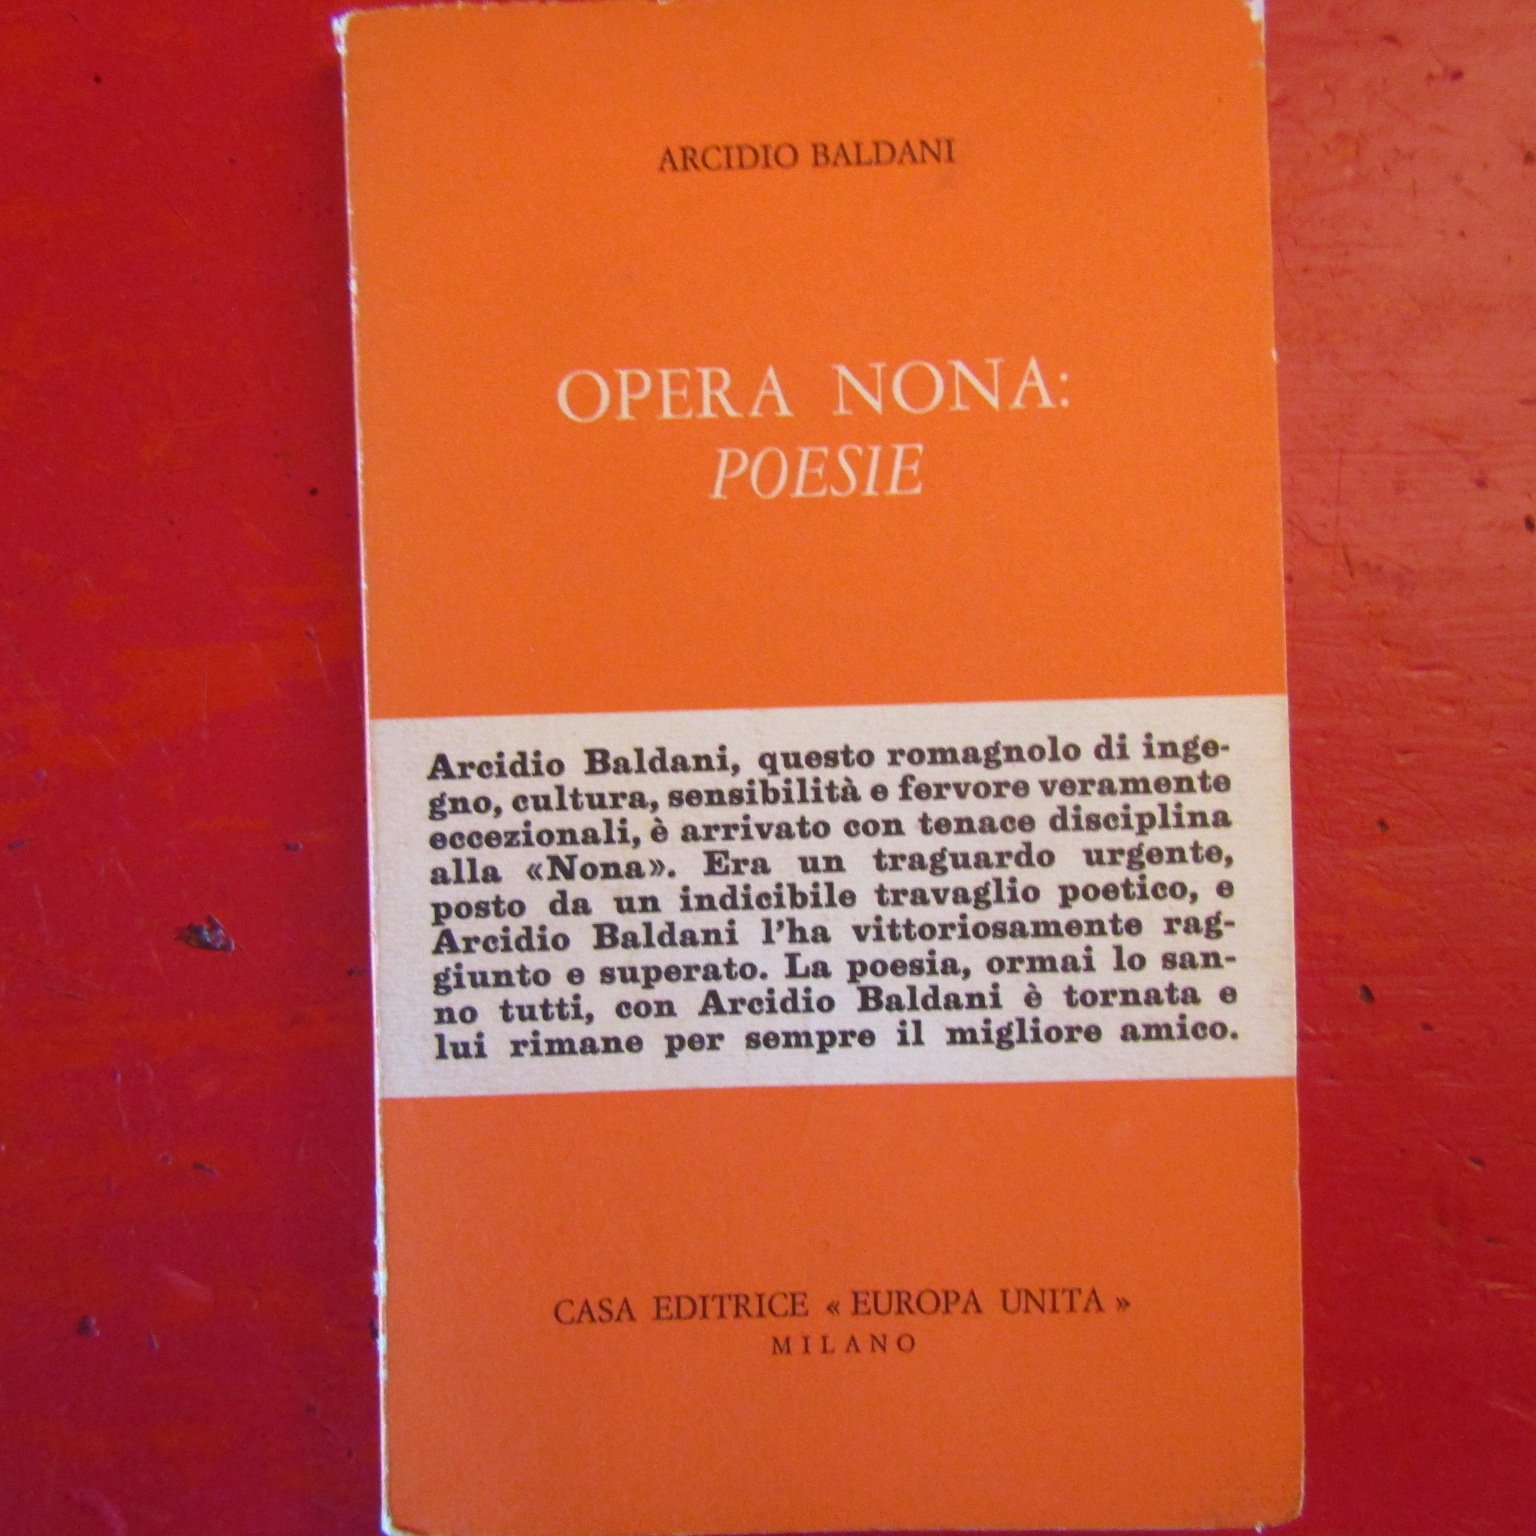 ARCIDIO BALDANI
OPERA NONA:
POESIE
Arcidio Baldani, questo romagnolo di inge-
gno, cultura, sensibilità e fervore veramente
eccezionali, è arrivato con tenace disciplina
alla «Nona». Era un traguardo urgente,
posto da un indicibile travaglio poetico, e
Arcidio Baldani l'ha vittoriosamente rag-
giunto e superato. La poesia, ormai lo san-
no tutti, con Arcidio Baldani è tornata e
lui rimane per sempre il migliore amico.
CASA EDITRICE « EUROPA UNITA »
MILANO